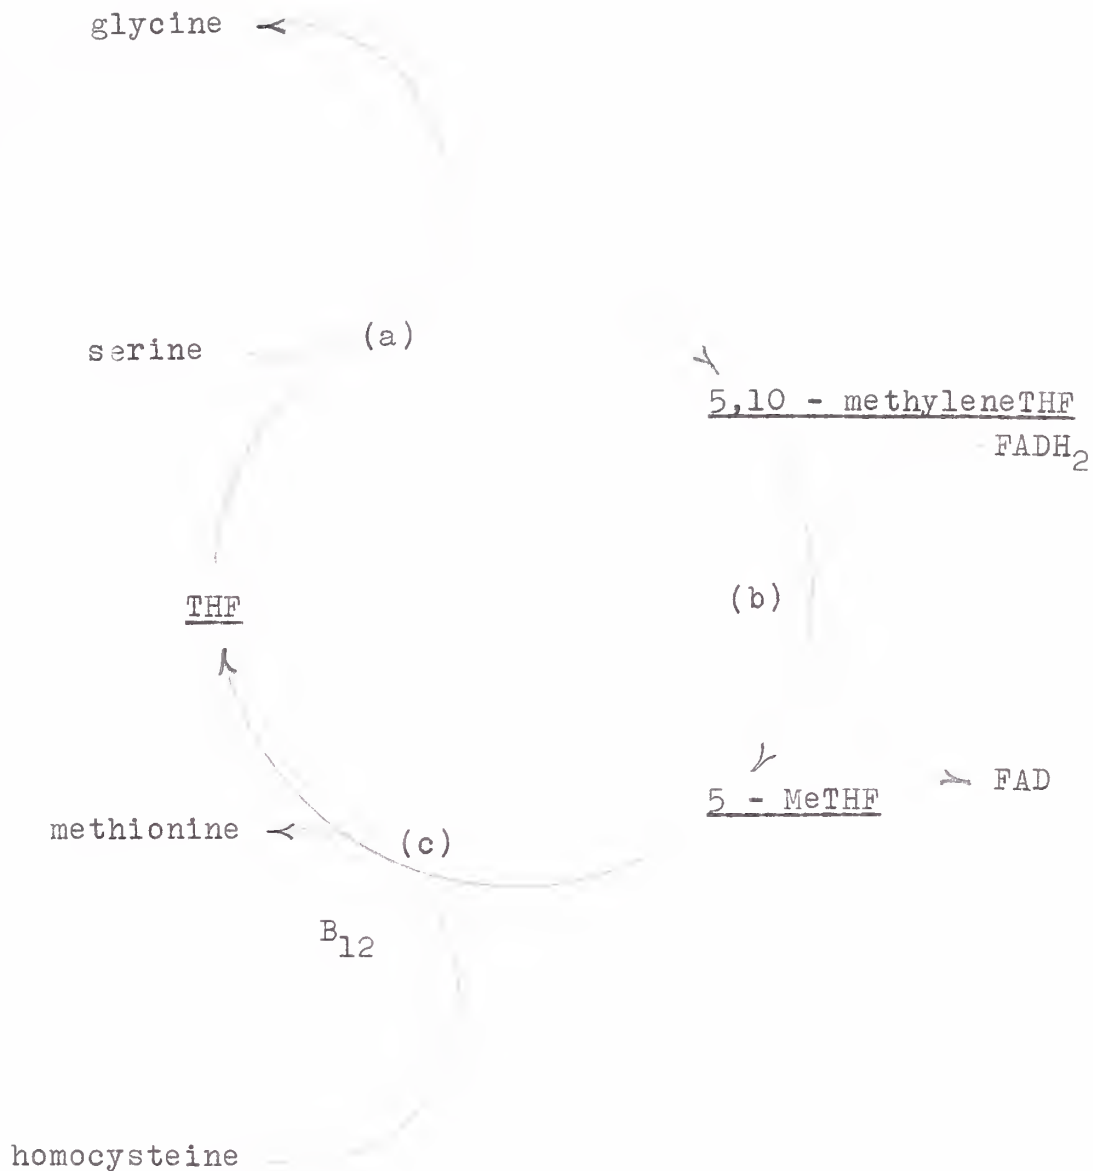 glycine
serine
(a)
5,10 - methyleneTHF
FADH2
THF
(b)
5 - MeTHF
FAD
methionine
(c)
B12
homocysteine